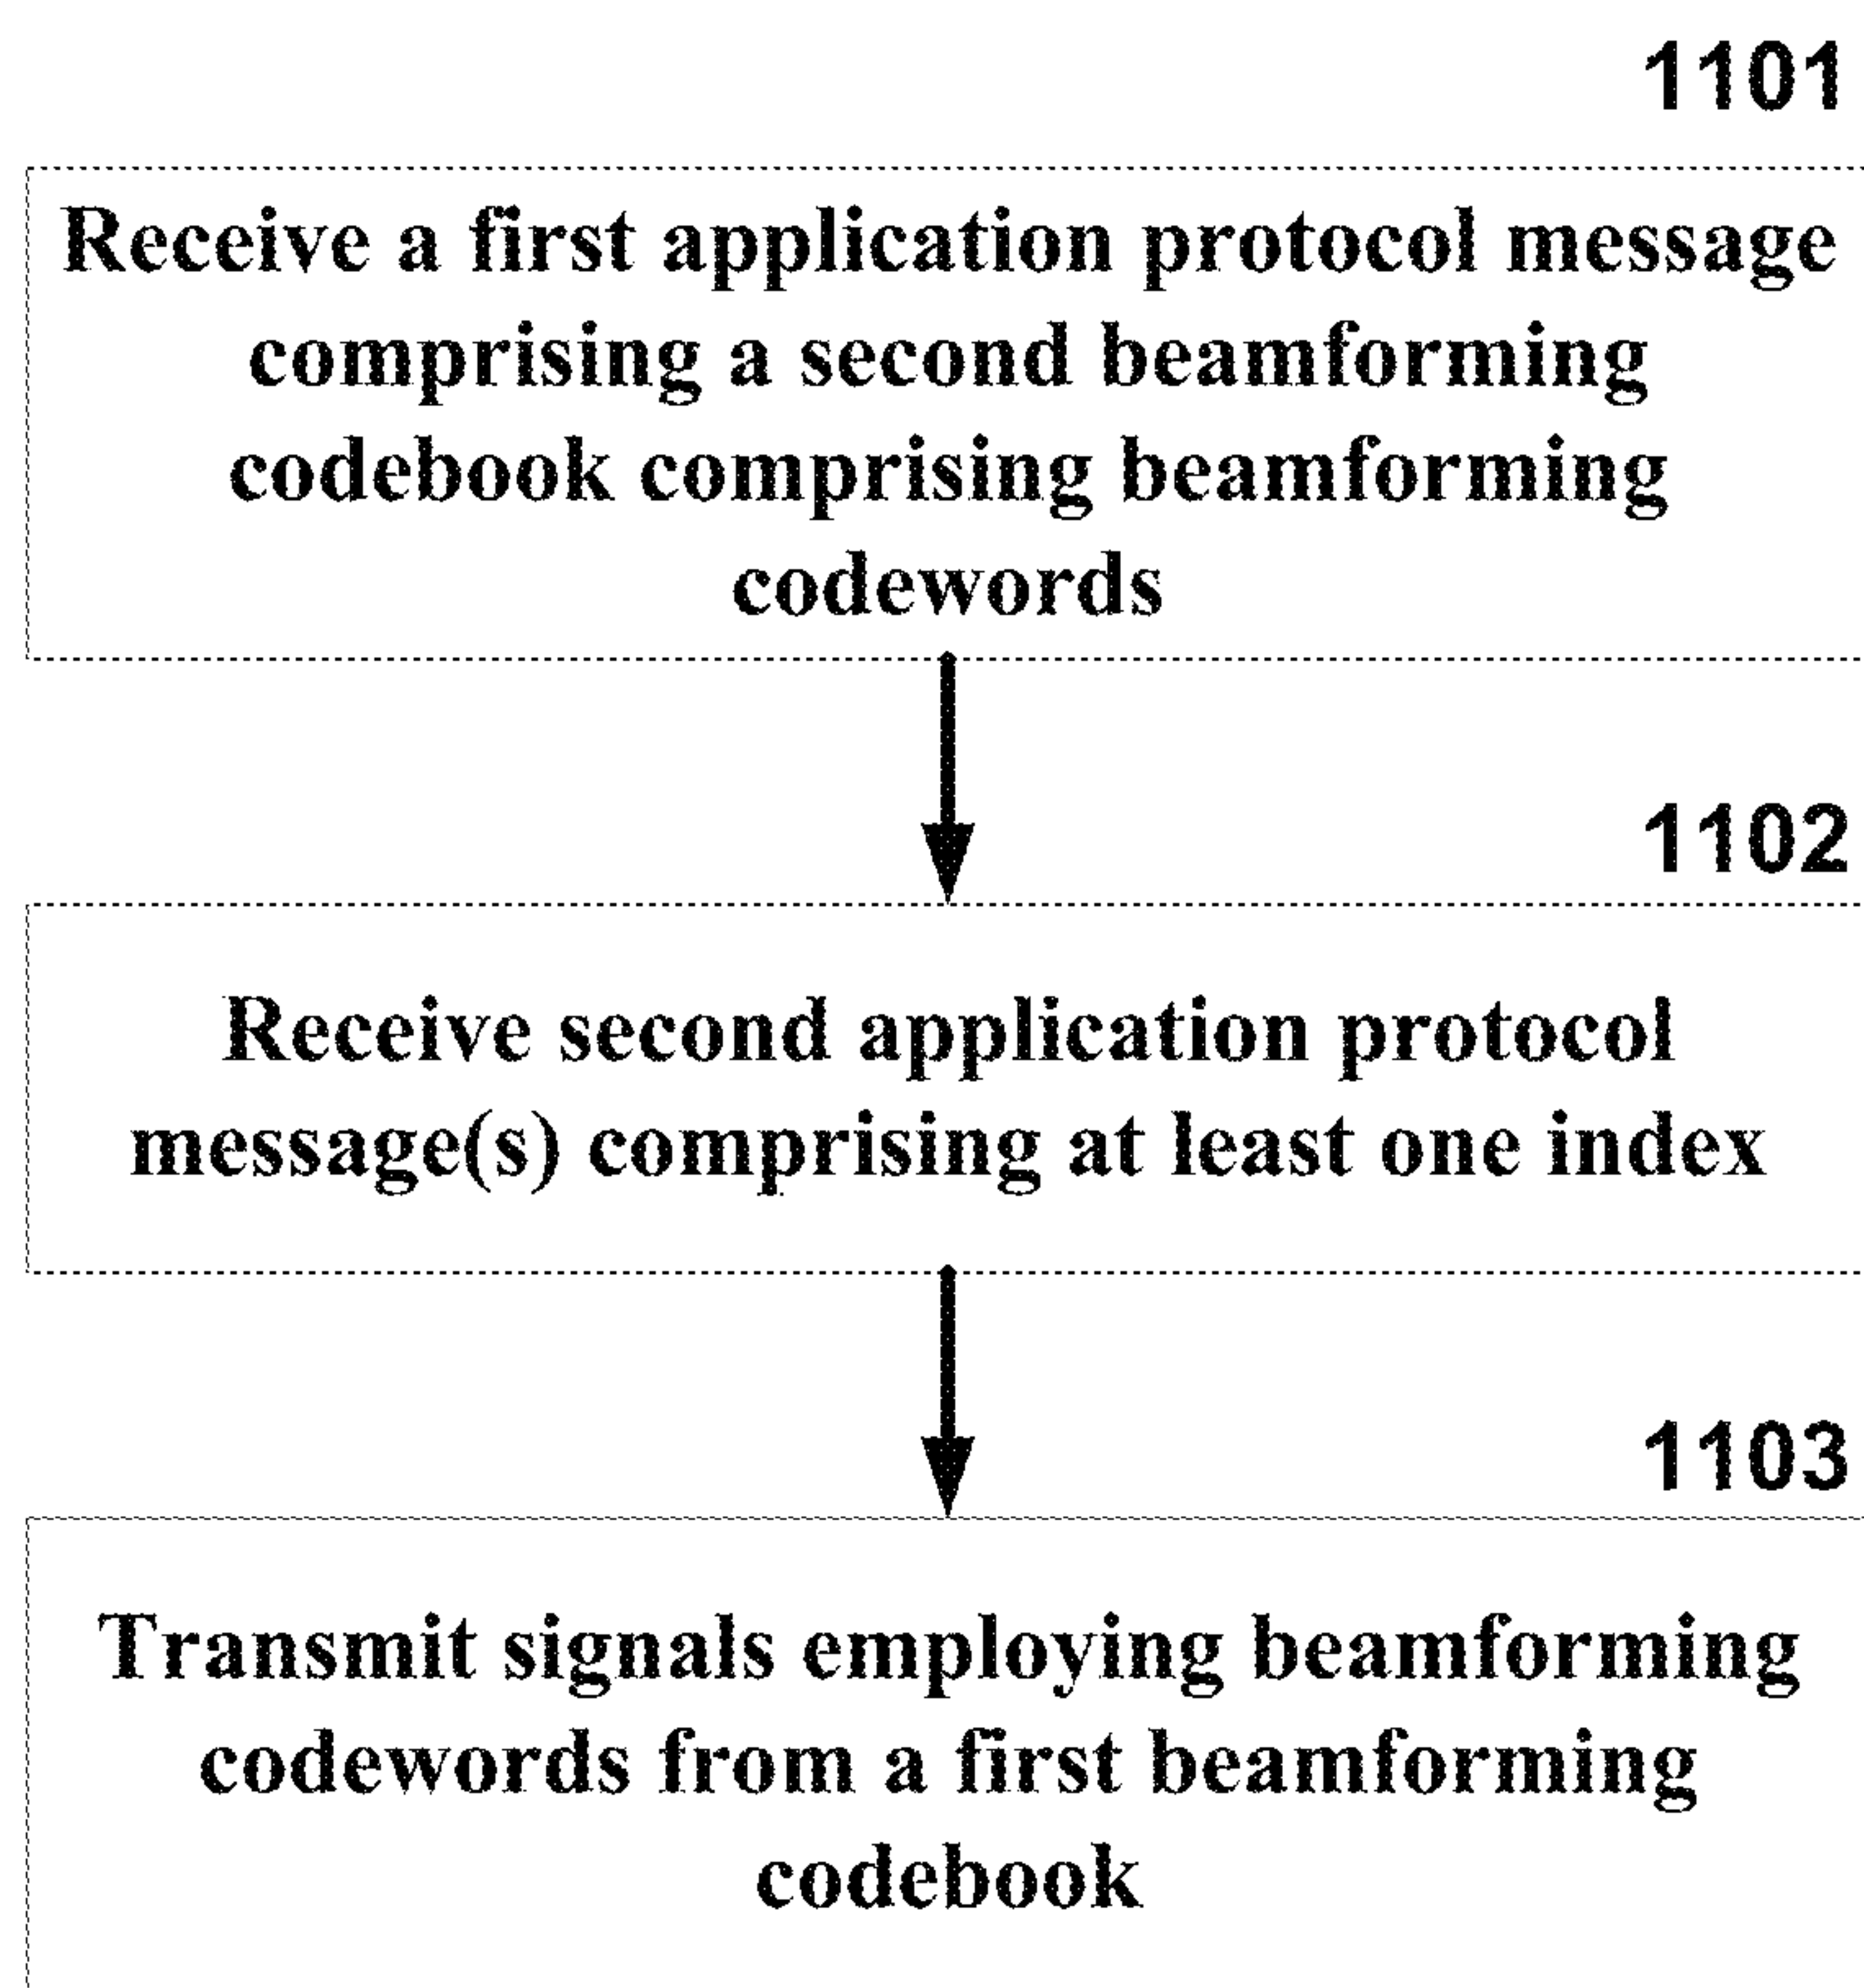 1101
Receive a first application protocol message
comprising a second beamforming
codebook comprising beamforming
codewords
1102
Receive second application protocol
message(s) comprising at least one index
1103
Transmit signals employing beamforming
codewords from a first beamforming
codebook